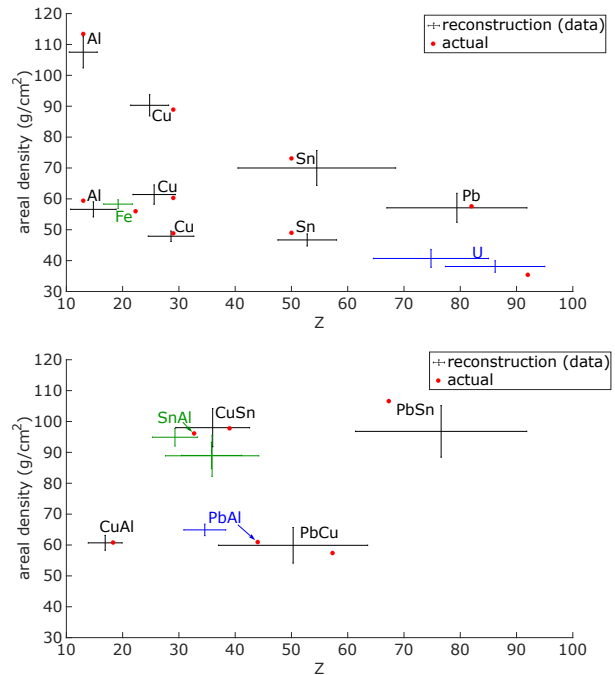 120
110
100
90
80
70
60
50
40
30
10 20 30 40 50 60 70 80 90 100
areal density (g/cm²)
Z
reconstruction (data)
actual
Al
Cu
Sn
Al
Fe
Cu
Pb
Cu
Sn
U
120
110
100
90
80
70
60
50
40
30
10 20 30 40 50 60 70 80 90 100
areal density (g/cm²)
Z
reconstruction (data)
actual
SnAl
CuSn
PbSn
CuAl
PbAl
PbCu